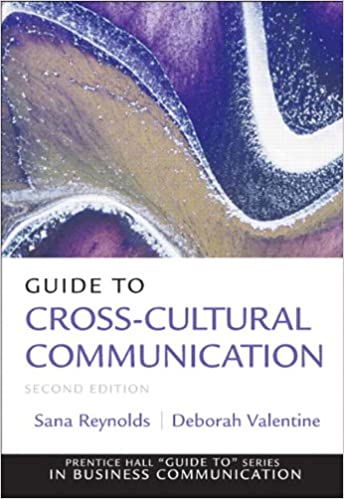 GUIDE TO
CROSS-CULTURAL
COMMUNICATION
SECOND EDITION
Sana Reynolds | Deborah Valentine
PRENTICE HALL "GUIDE TO" SERIES
IN BUSINESS COMMUNICATION